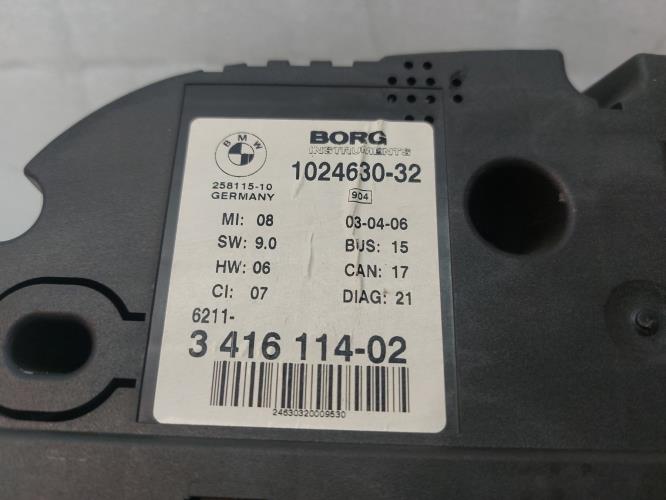 BMW
BORG
INSTRUMENTS
1024630-32
258115-10
GERMANY
904
MI: 08 03-04-06
SW: 9.0 BUS: 15
HW: 06 CAN: 17
CI: 07 DIAG: 21
6211-
3 416 114-02
24630320009530